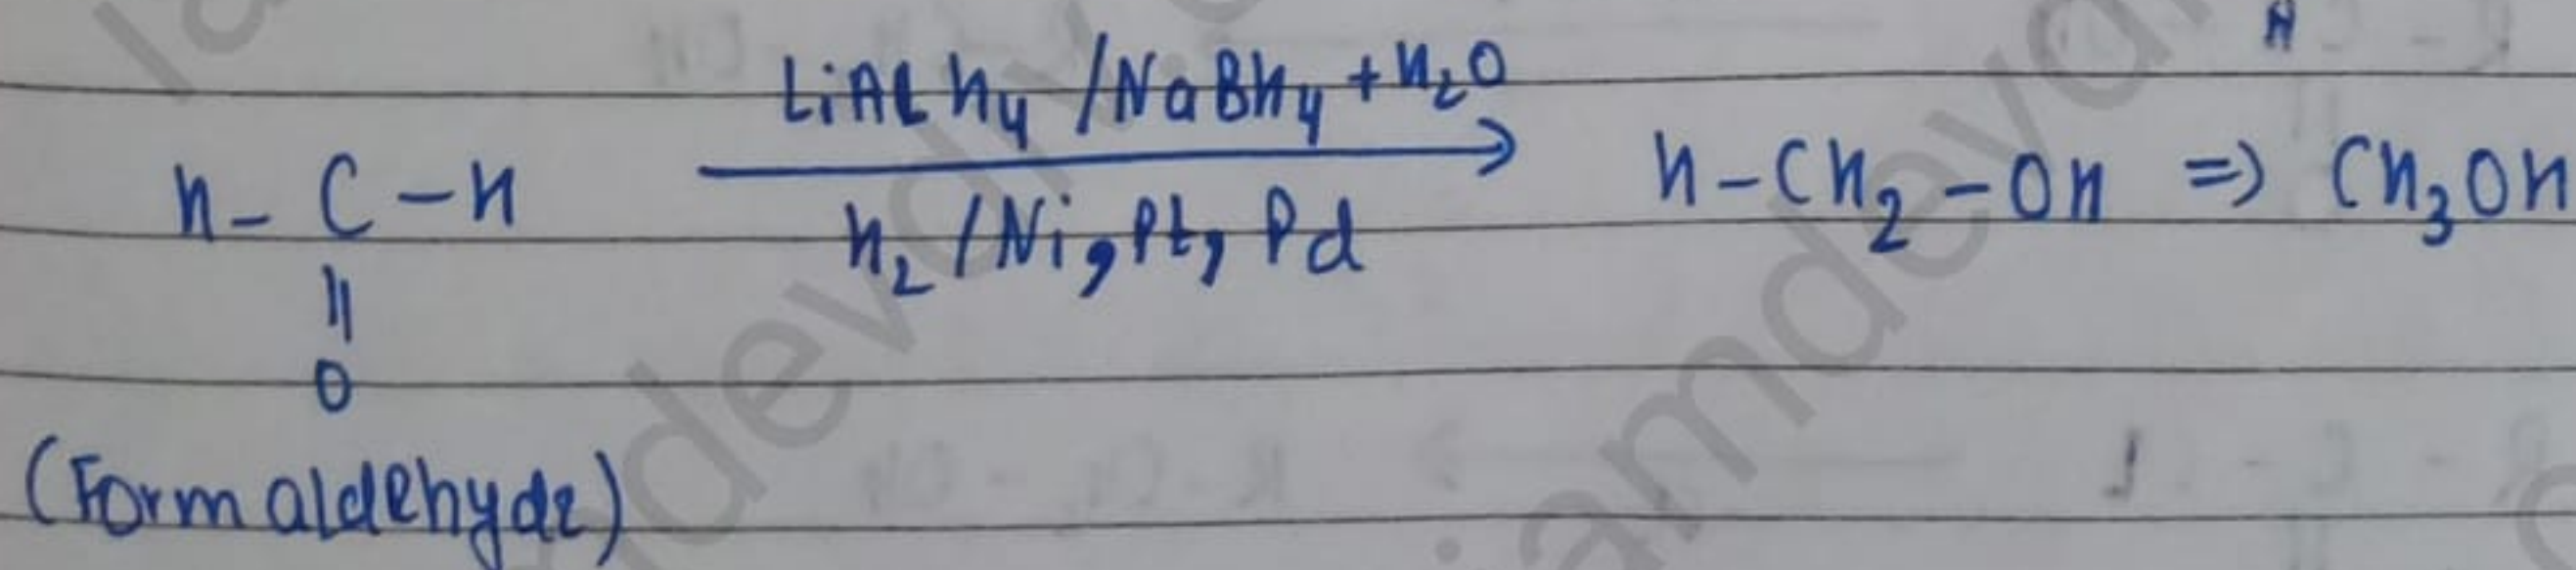 LiAlH₄ / NaBH₄ + H₂O
H - C - H → H - CH₂ - OH ⇒ CH₃OH
H₂ / Ni, Pt, Pd
||
O
(Formaldehyde)